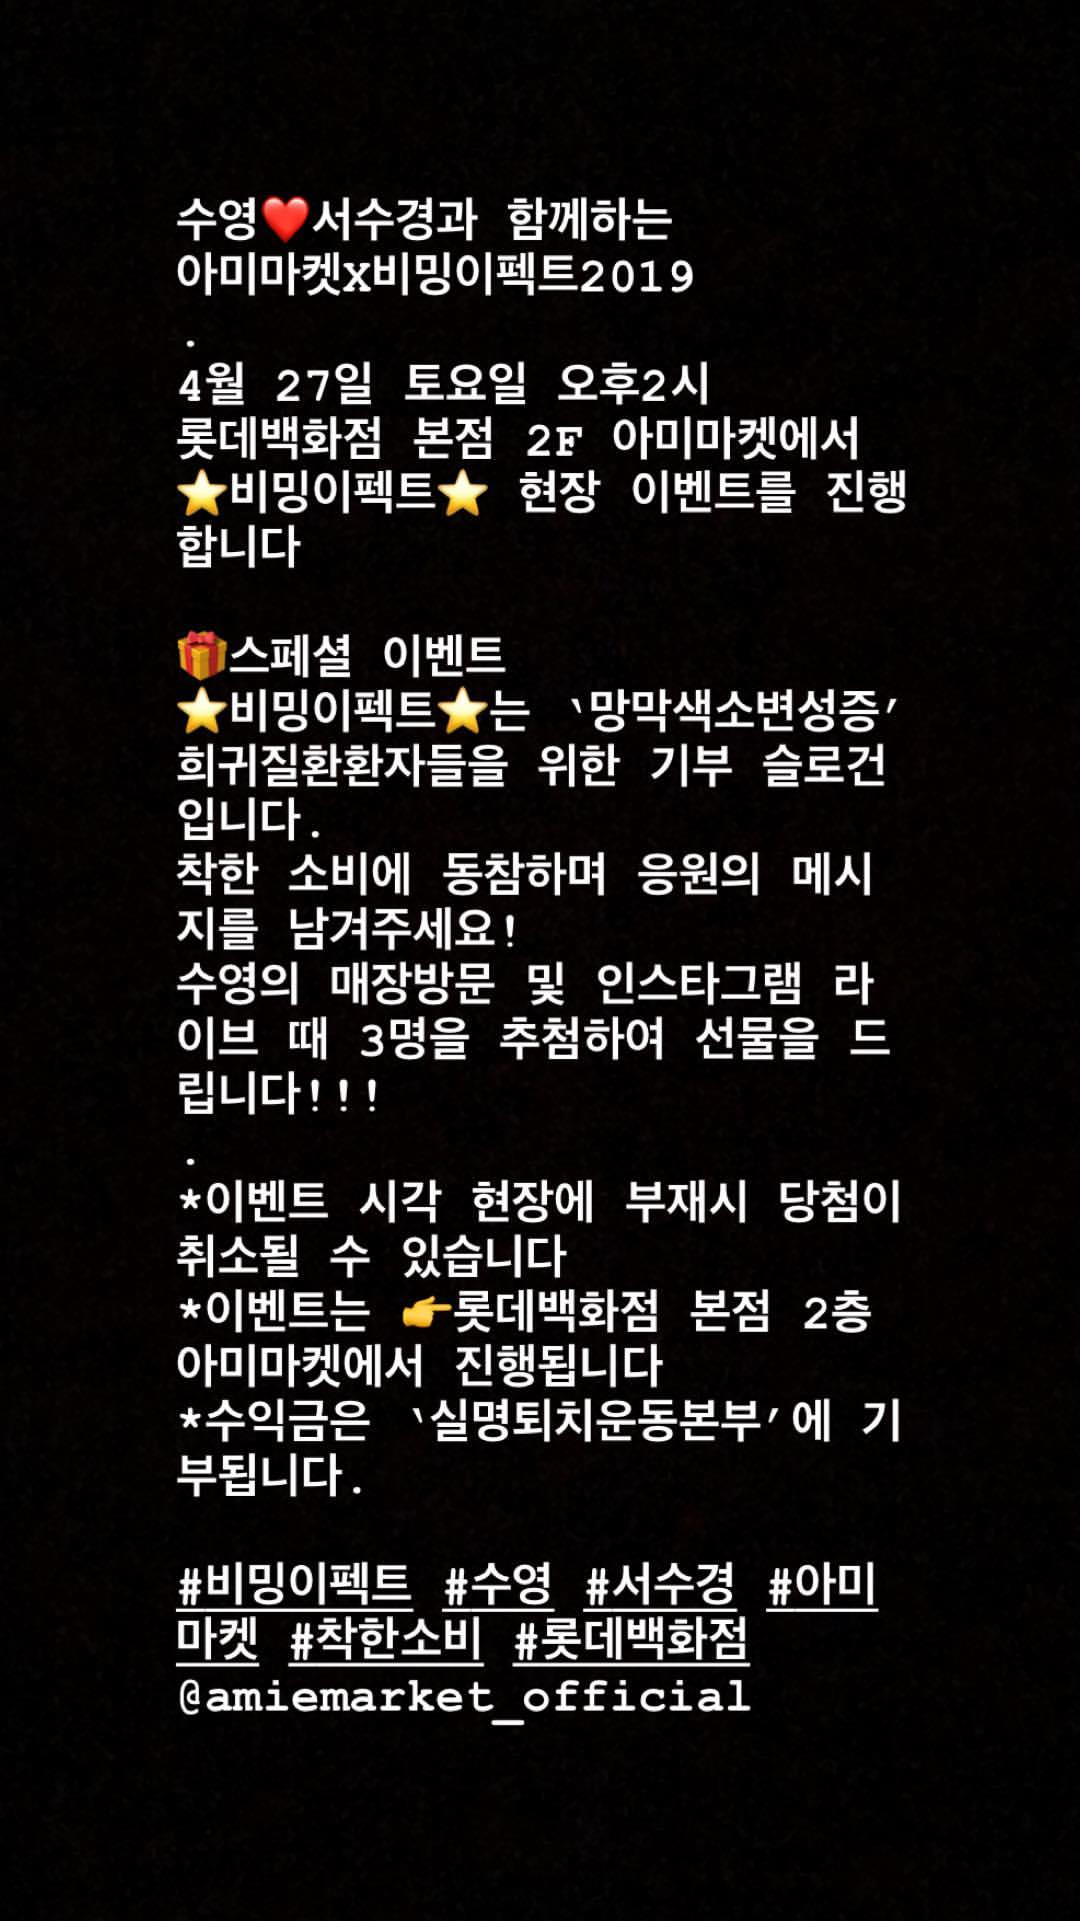 수영❤️서수경과 함께하는
아미마켓X비밍이펙트2019
.
4월 27일 토요일 오후2시
롯데백화점 본점 2F 아미마켓에서
⭐비밍이펙트⭐ 현장 이벤트를 진행
합니다
🎁스페셜 이벤트
⭐비밍이펙트⭐는 ‘망막색소변성증’
희귀질환환자들을 위한 기부 슬로건
입니다.
착한 소비에 동참하며 응원의 메시
지를 남겨주세요!
수영의 매장방문 및 인스타그램 라
이브 때 3명을 추첨하여 선물을 드
립니다!!!
.
*이벤트 시각 현장에 부재시 당첨이
취소될 수 있습니다
*이벤트는 👉롯데백화점 본점 2층
아미마켓에서 진행됩니다
*수익금은 ‘실명퇴치운동본부’에 기
부됩니다.
#비밍이펙트 #수영 #서수경 #아미
마켓 #착한소비 #롯데백화점
@amiemarket_official